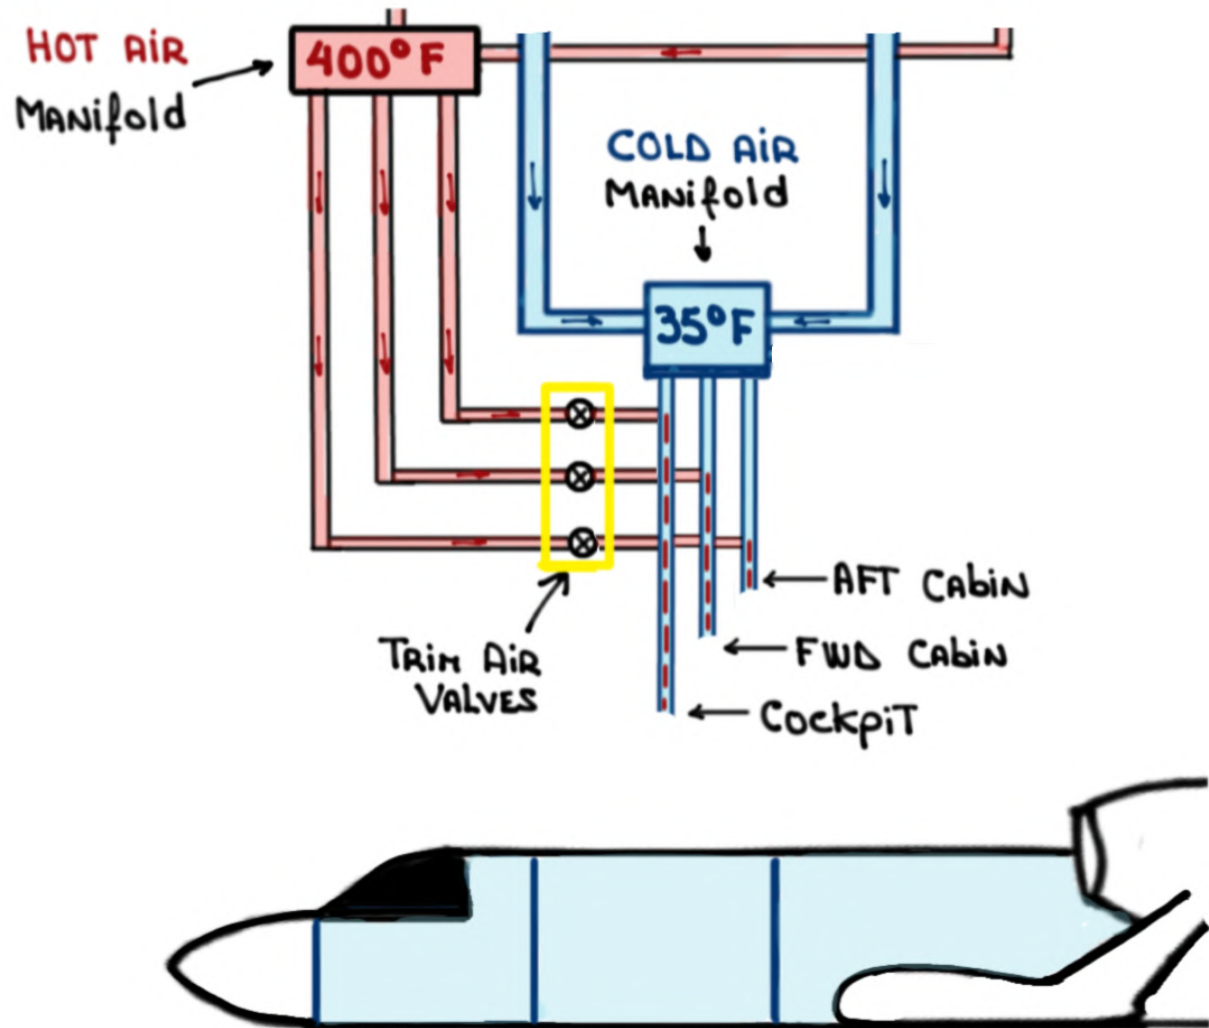 HOT AiR
MANifold
400°F
COLD AiR
MANifold
35°F
TRiM AiR
VALVES
AFT CabiN
FWD CabiN
CockpiT